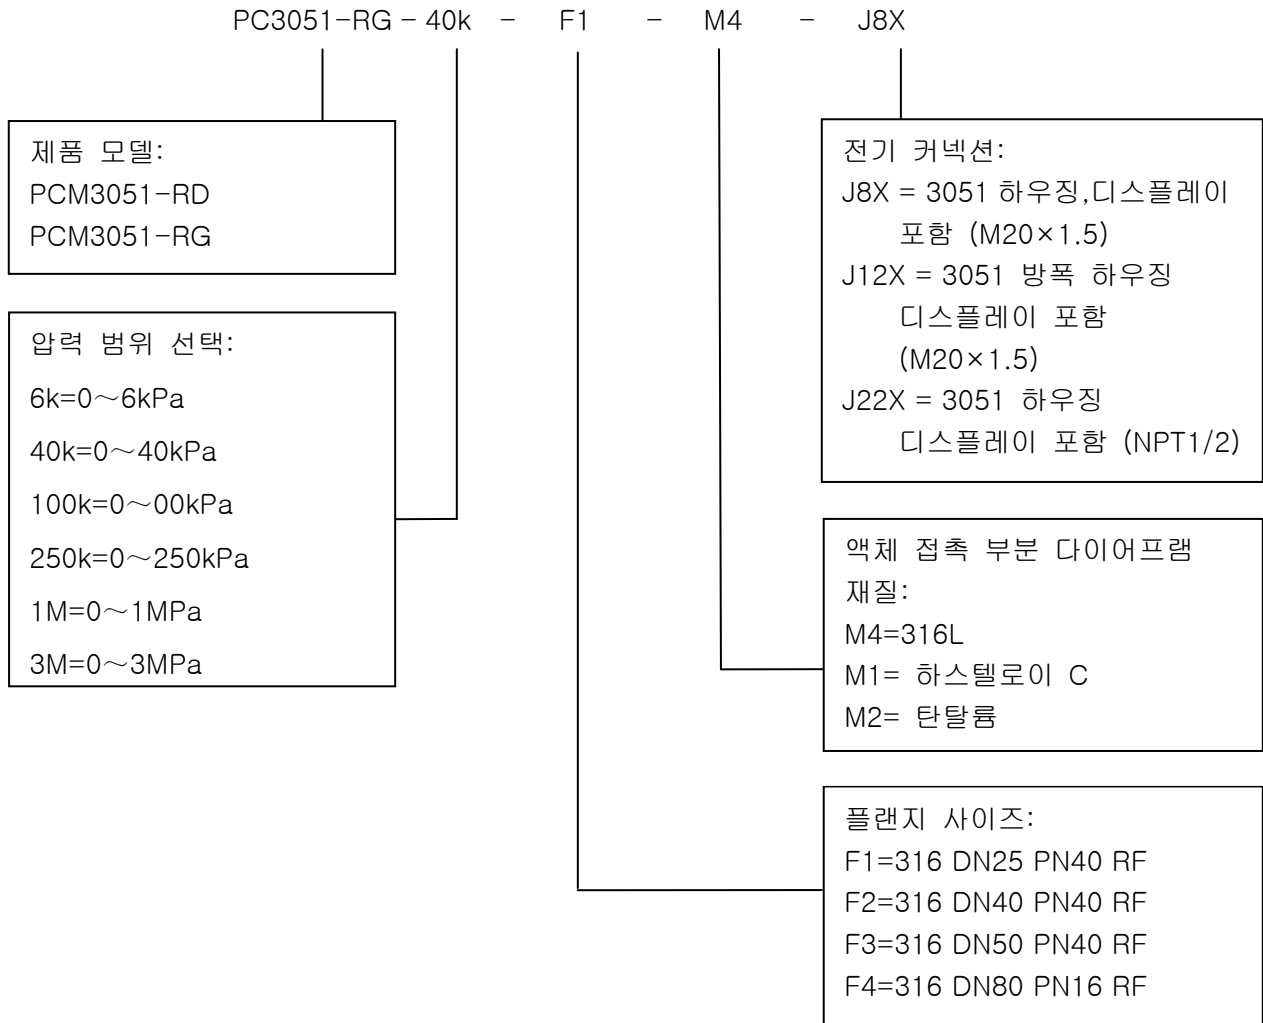 PC3051-RG - 40k - F1 - M4 - J8X
제품 모델:
PCM3051-RD
PCM3051-RG
압력 범위 선택:
6k=0~6kPa
40k=0~40kPa
100k=0~00kPa
250k=0~250kPa
1M=0~1MPa
3M=0~3MPa
전기 커넥션:
J8X = 3051 하우징,디스플레이
포함 (M20×1.5)
J12X = 3051 방폭 하우징
디스플레이 포함
(M20×1.5)
J22X = 3051 하우징
디스플레이 포함 (NPT1/2)
액체 접촉 부분 다이어프램
재질:
M4=316L
M1= 하스텔로이 C
M2= 탄탈륨
플랜지 사이즈:
F1=316 DN25 PN40 RF
F2=316 DN40 PN40 RF
F3=316 DN50 PN40 RF
F4=316 DN80 PN16 RF